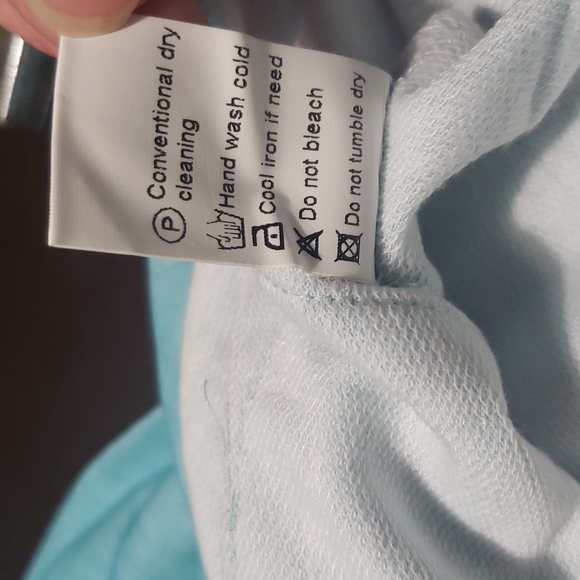 Ⓟ Conventional dry
cleaning
Hand wash cold
Cool iron if need
Do not bleach
Do not tumble dry